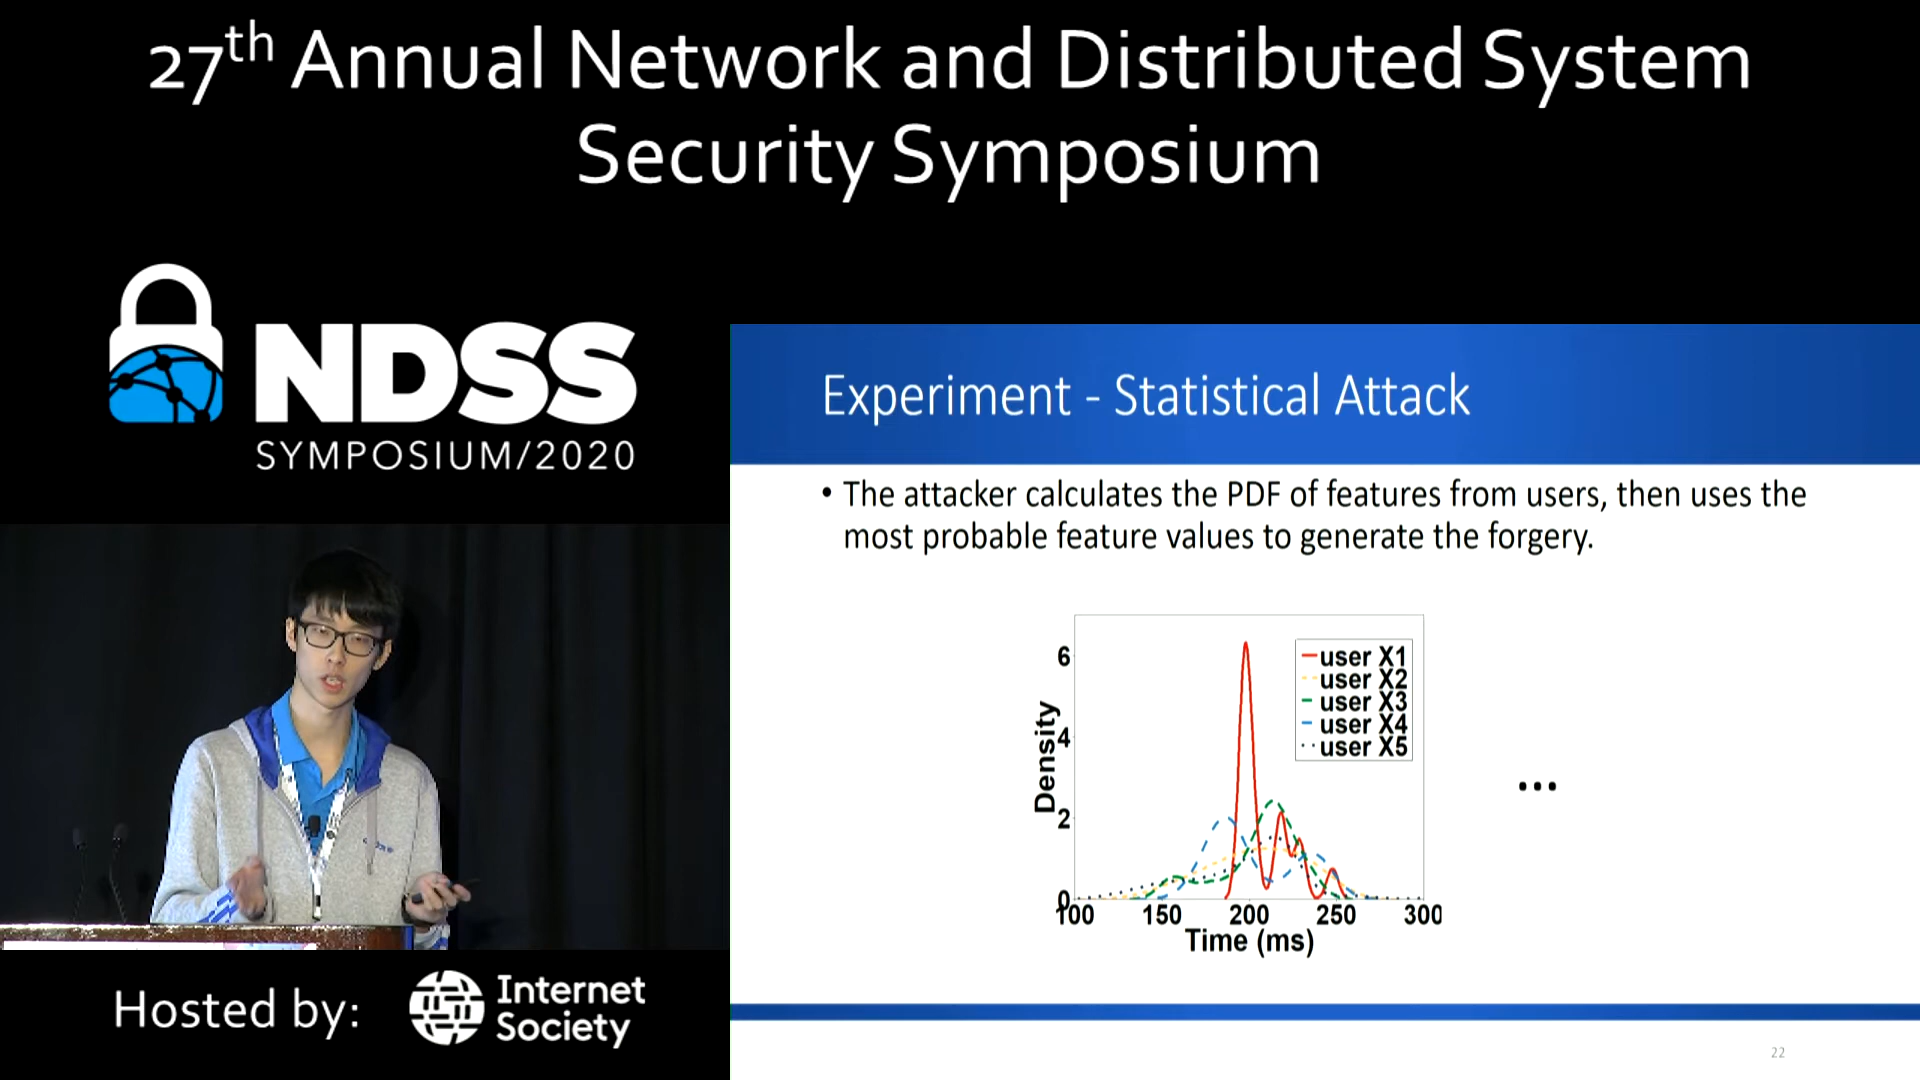 27th Annual Network and Distributed System
Security Symposium
NDSS
SYMPOSIUM/2020
Experiment - Statistical Attack
• The attacker calculates the PDF of features from users, then uses the
most probable feature values to generate the forgery.
6
4
2
0
Density
user X1
user X2
user X3
user X4
user X5
...
100 150 200 250 300
Time (ms)
Hosted by:
Internet
Society
22